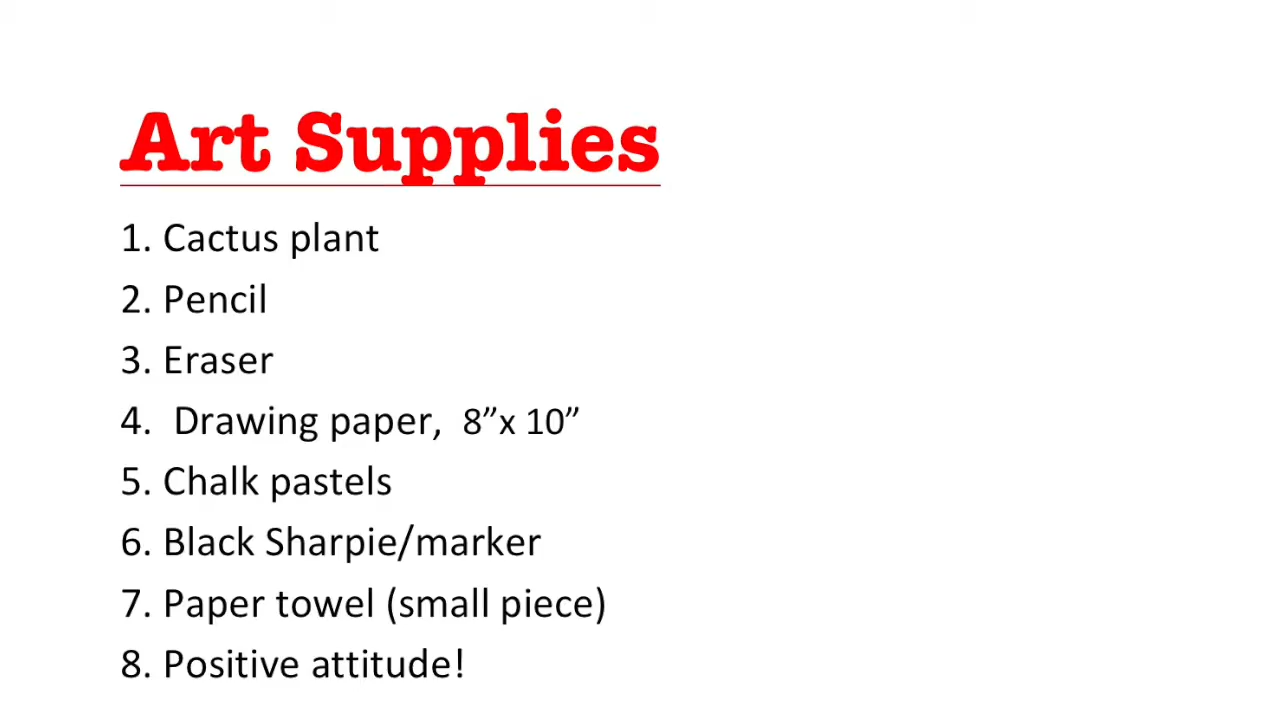 Art Supplies
1. Cactus plant
2. Pencil
3. Eraser
4.  Drawing paper,  8”x 10”
5. Chalk pastels
6. Black Sharpie/marker
7. Paper towel (small piece)
8. Positive attitude!